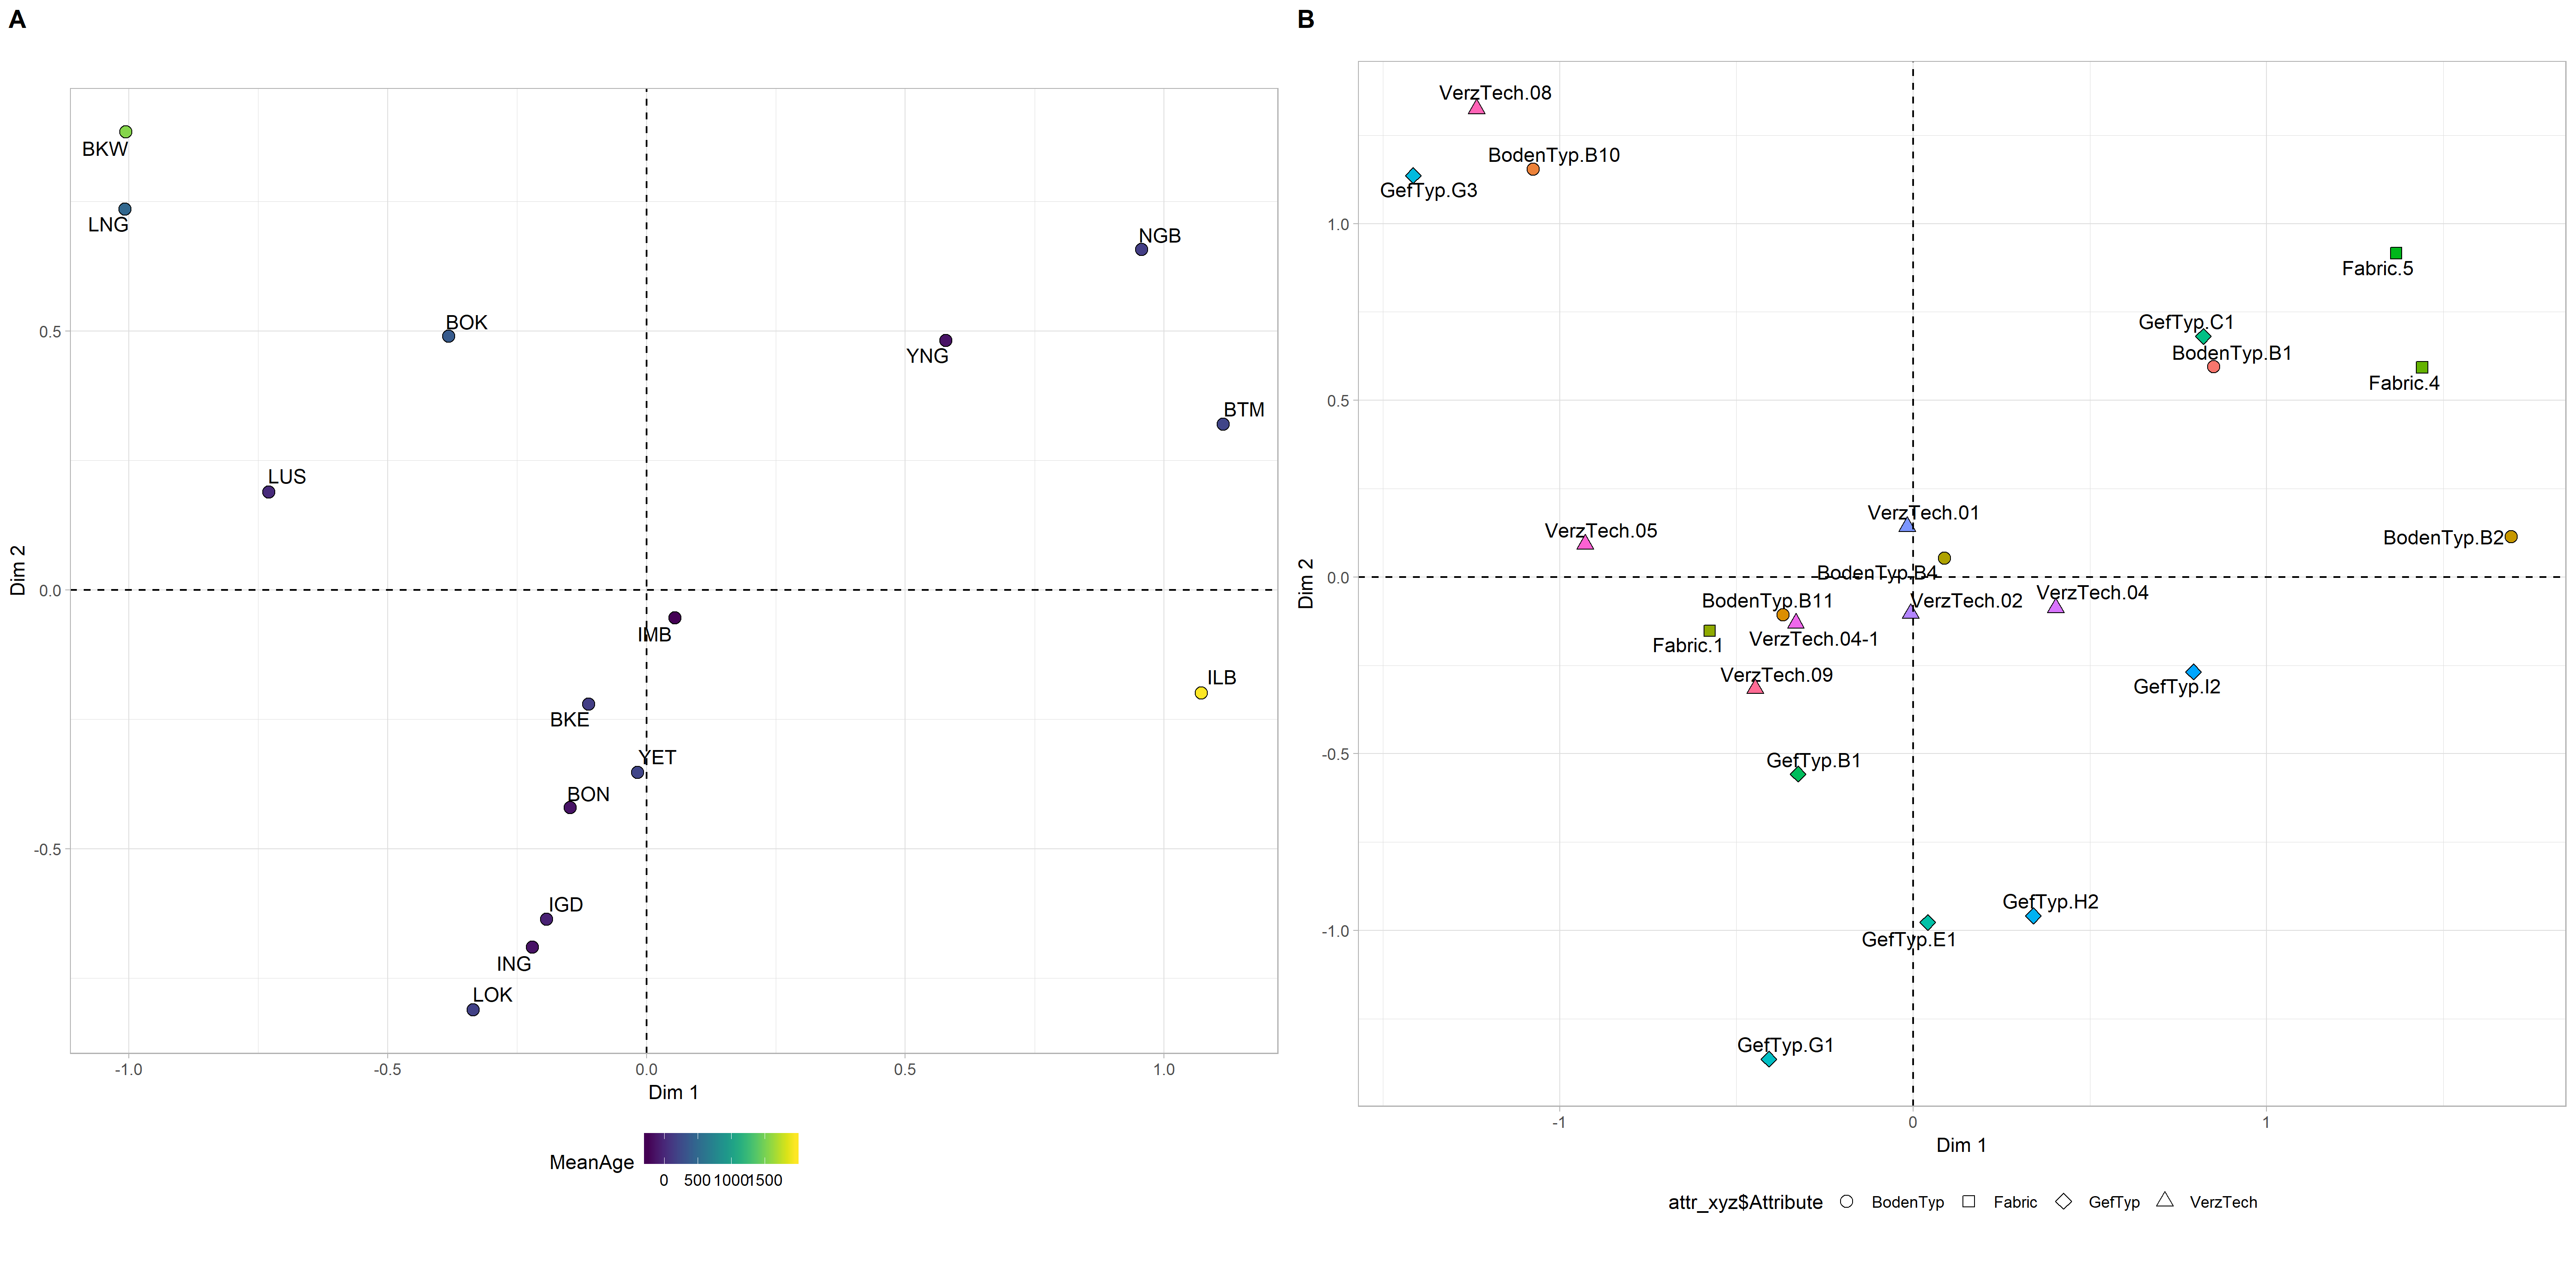 A
BKW
LNG
NGB
BOK
YNG
BTM
LUS
IMB
ILB
BKE
YET
BON
IGD
ING
LOK
0.5
0.0
-0.5
Dim 2
-1.0 -0.5 0.0 0.5 1.0
Dim 1
MeanAge
0 500 1000 1500
B
VerzTech.08
BodenTyp.B10
GefTyp.G3
Fabric.5
GefTyp.C1
BodenTyp.B1
Fabric.4
VerzTech.01
VerzTech.05
BodenTyp.B2
BodenTyp.B4
VerzTech.04
BodenTyp.B11
VerzTech.02
VerzTech.04-1
Fabric.1
VerzTech.09
GefTyp.I2
GefTyp.B1
GefTyp.H2
GefTyp.E1
GefTyp.G1
1.0
0.5
0.0
-0.5
-1.0
Dim 2
-1 0 1
Dim 1
attr_xyz$Attribute BodenTyp Fabric GefTyp VerzTech